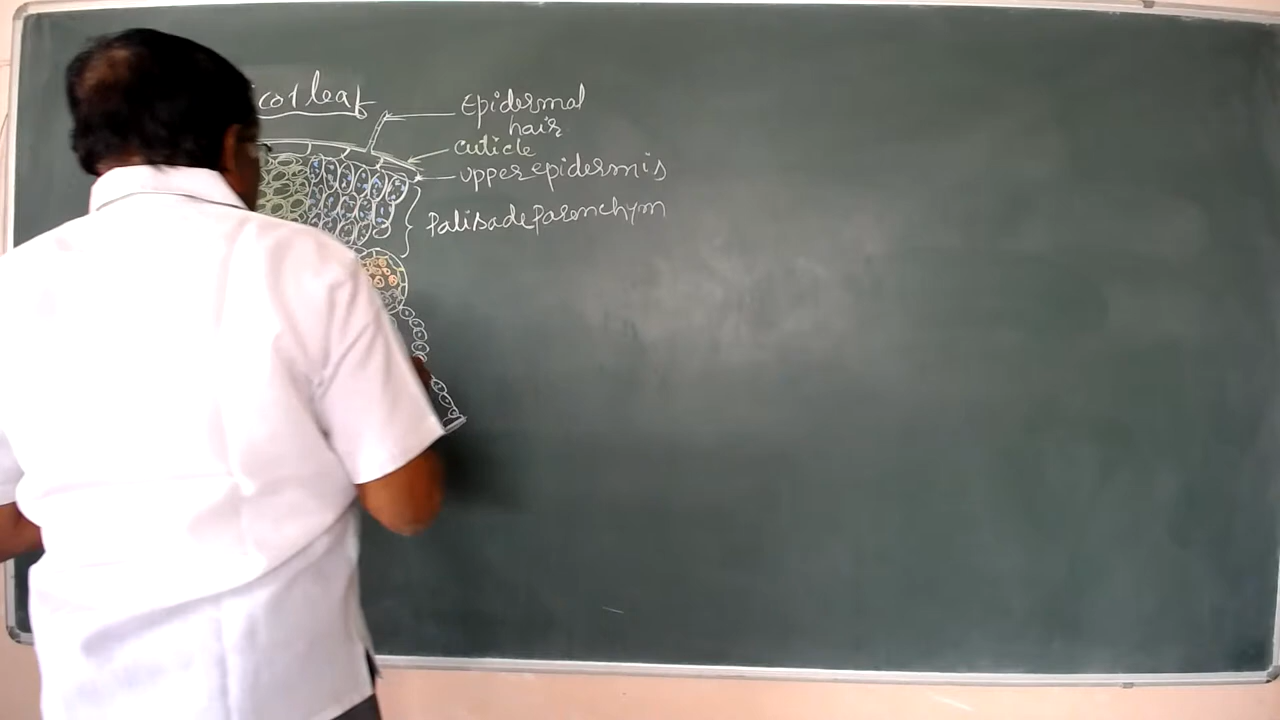 cot leaf
Epidermal
hair
cuticle
upper epidermis
Palisade Parenchym